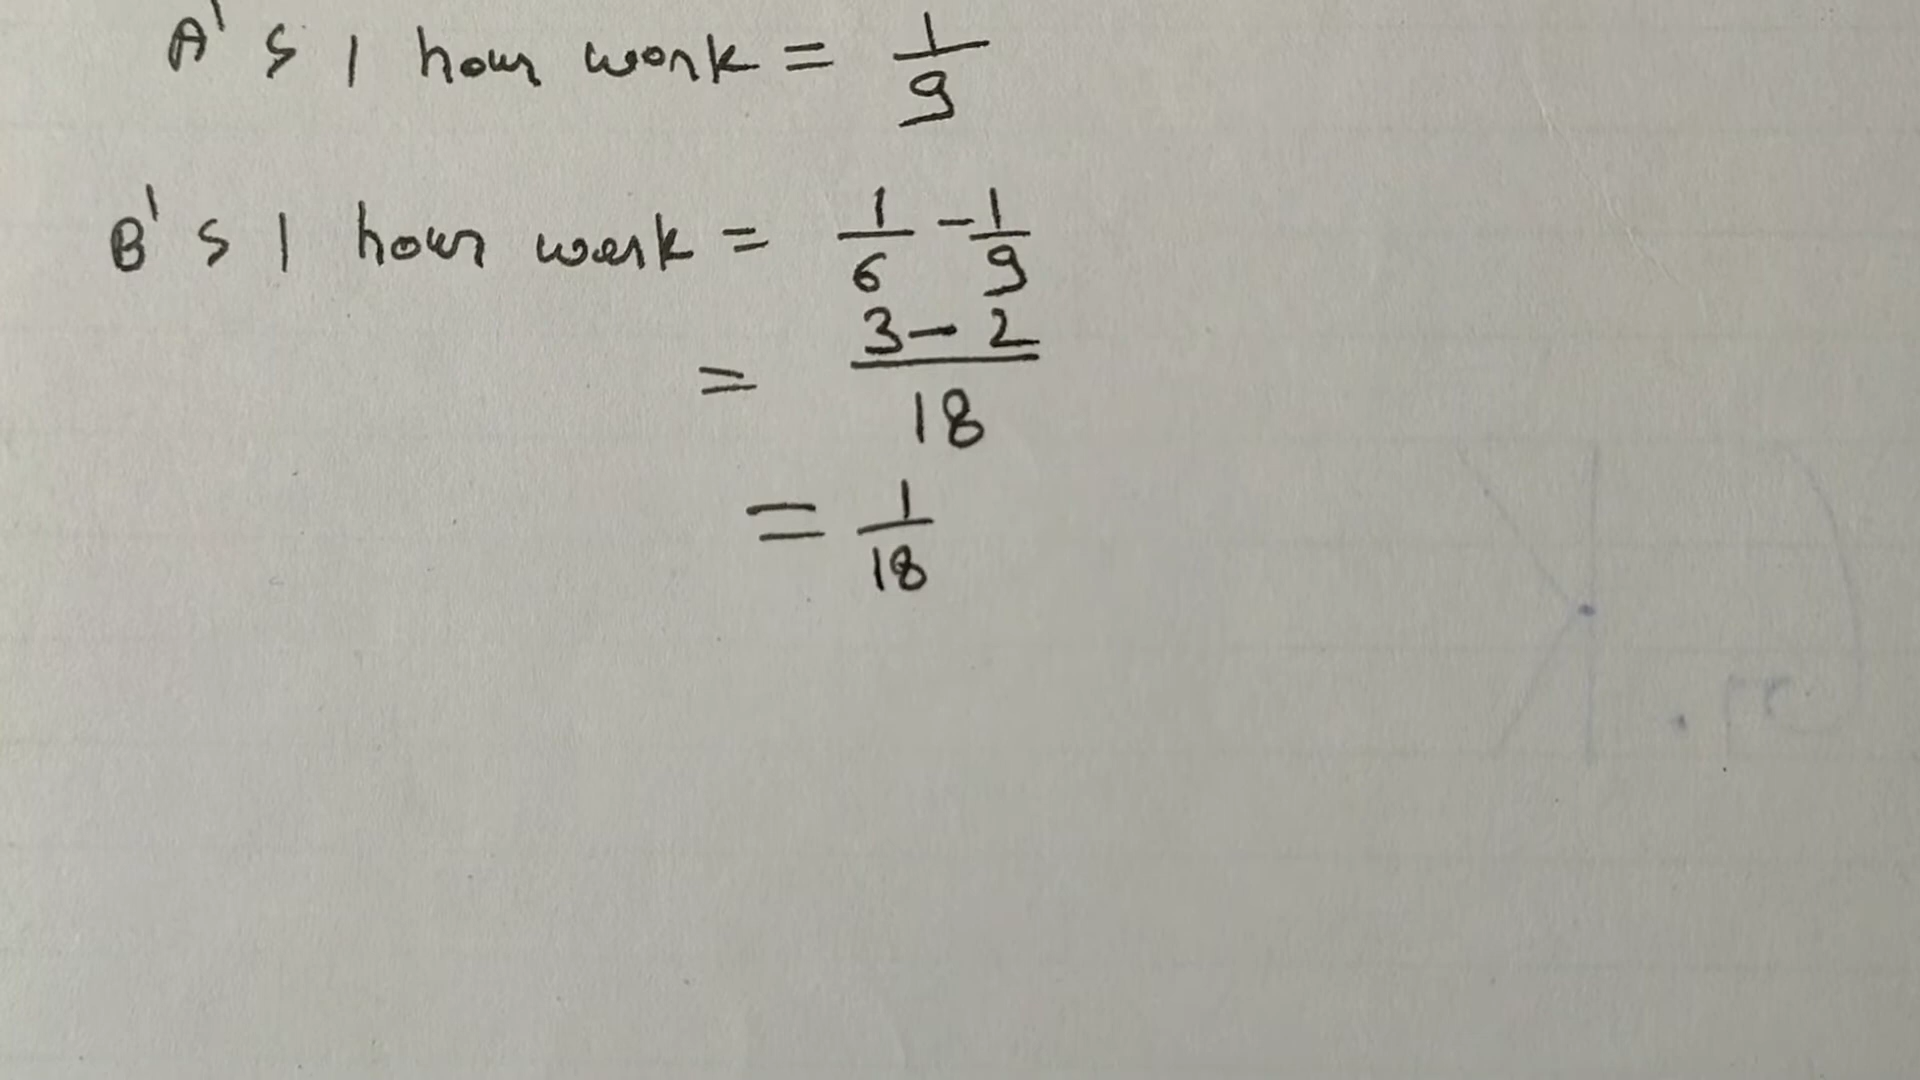 A's 1 hour work = 1/9
B's 1 hour work = 1/6 - 1/9
= 3 - 2 / 18
= 1/18